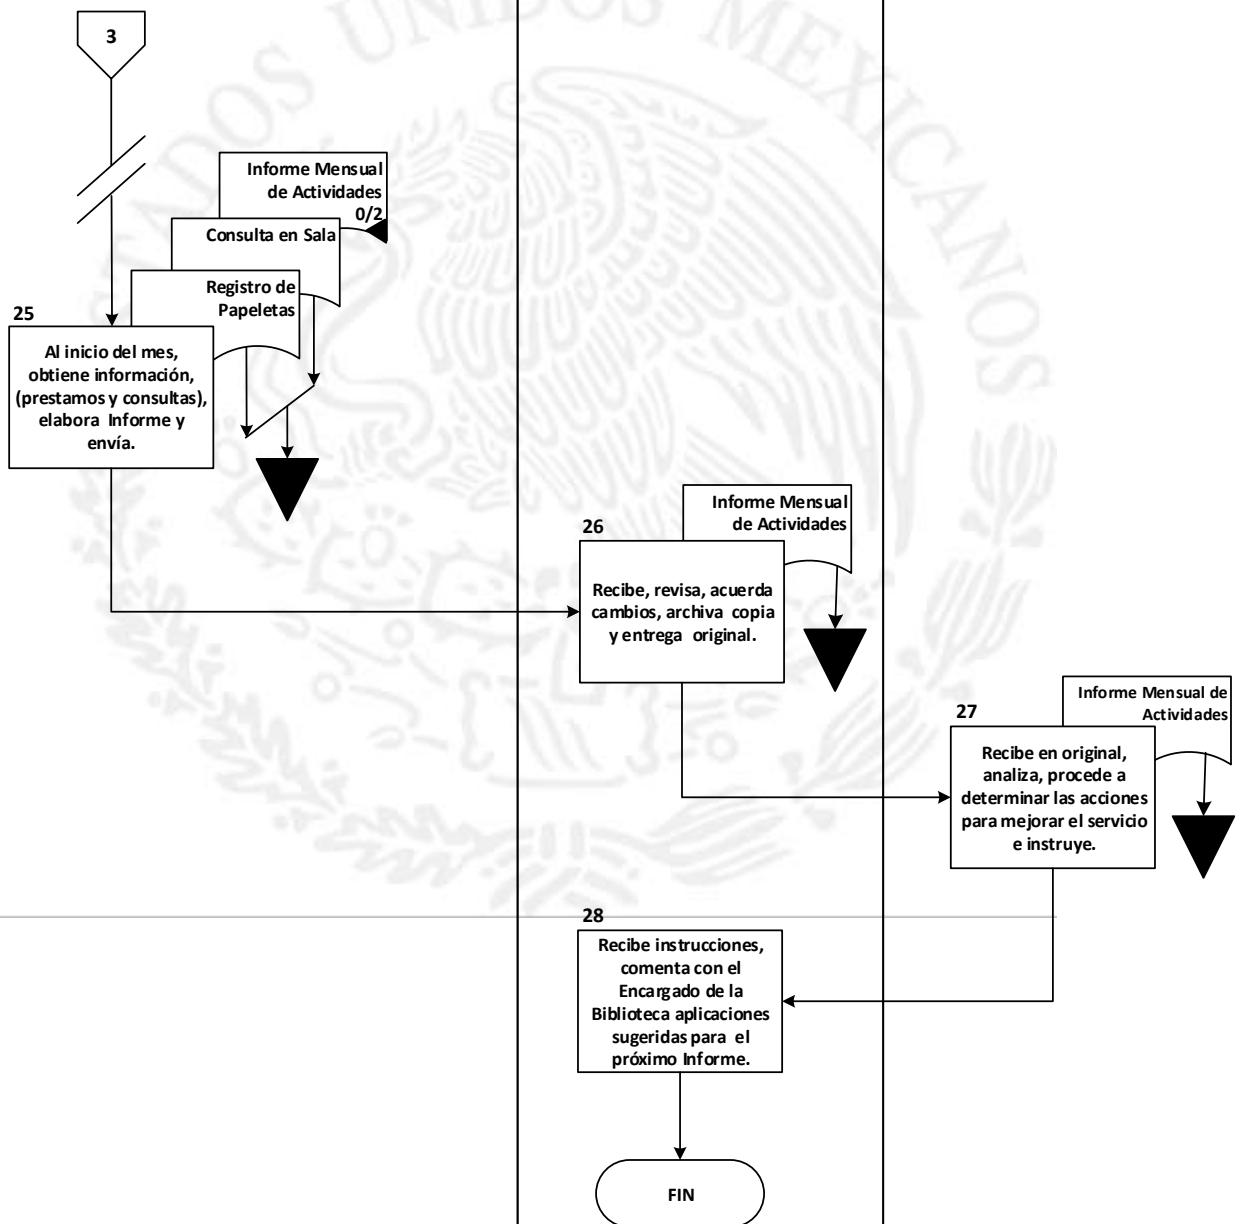 UNIDOS MEXICANOS
3
Informe Mensual
de Actividades
0/2
Consulta en Sala
Registro de
Papeletas
25
Al inicio del mes,
obtiene información,
(prestamos y consultas),
elabora Informe y
envía.
Informe Mensual
de Actividades
26
Recibe, revisa, acuerda
cambios, archiva copia
y entrega original.
Informe Mensual de
Actividades
27
Recibe en original,
analiza, procede a
determinar las acciones
para mejorar el servicio
e instruye.
28
Recibe instrucciones,
comenta con el
Encargado de la
Biblioteca aplicaciones
sugeridas para el
próximo Informe.
FIN